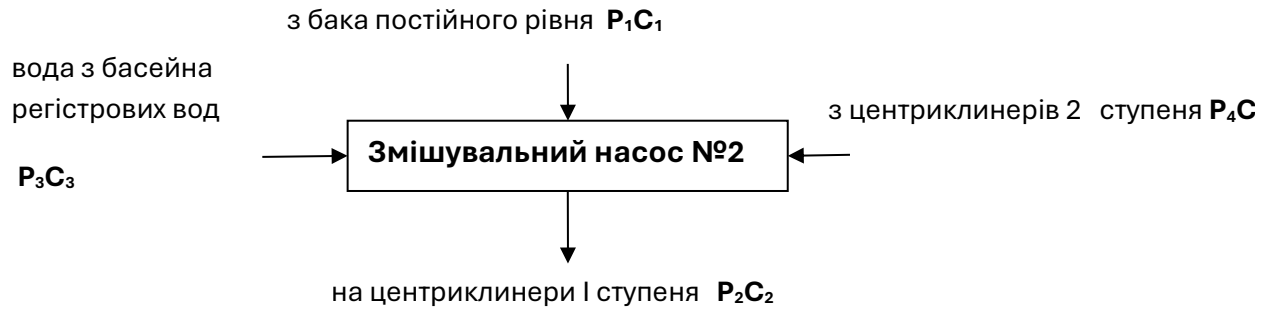 з бака постійного рівня P₁C₁
вода з басейна
регістрових вод
з центриклинерів 2 ступеня P₄C
Змішувальний насос №2
P₃C₃
на центриклинери І ступеня P₂C₂